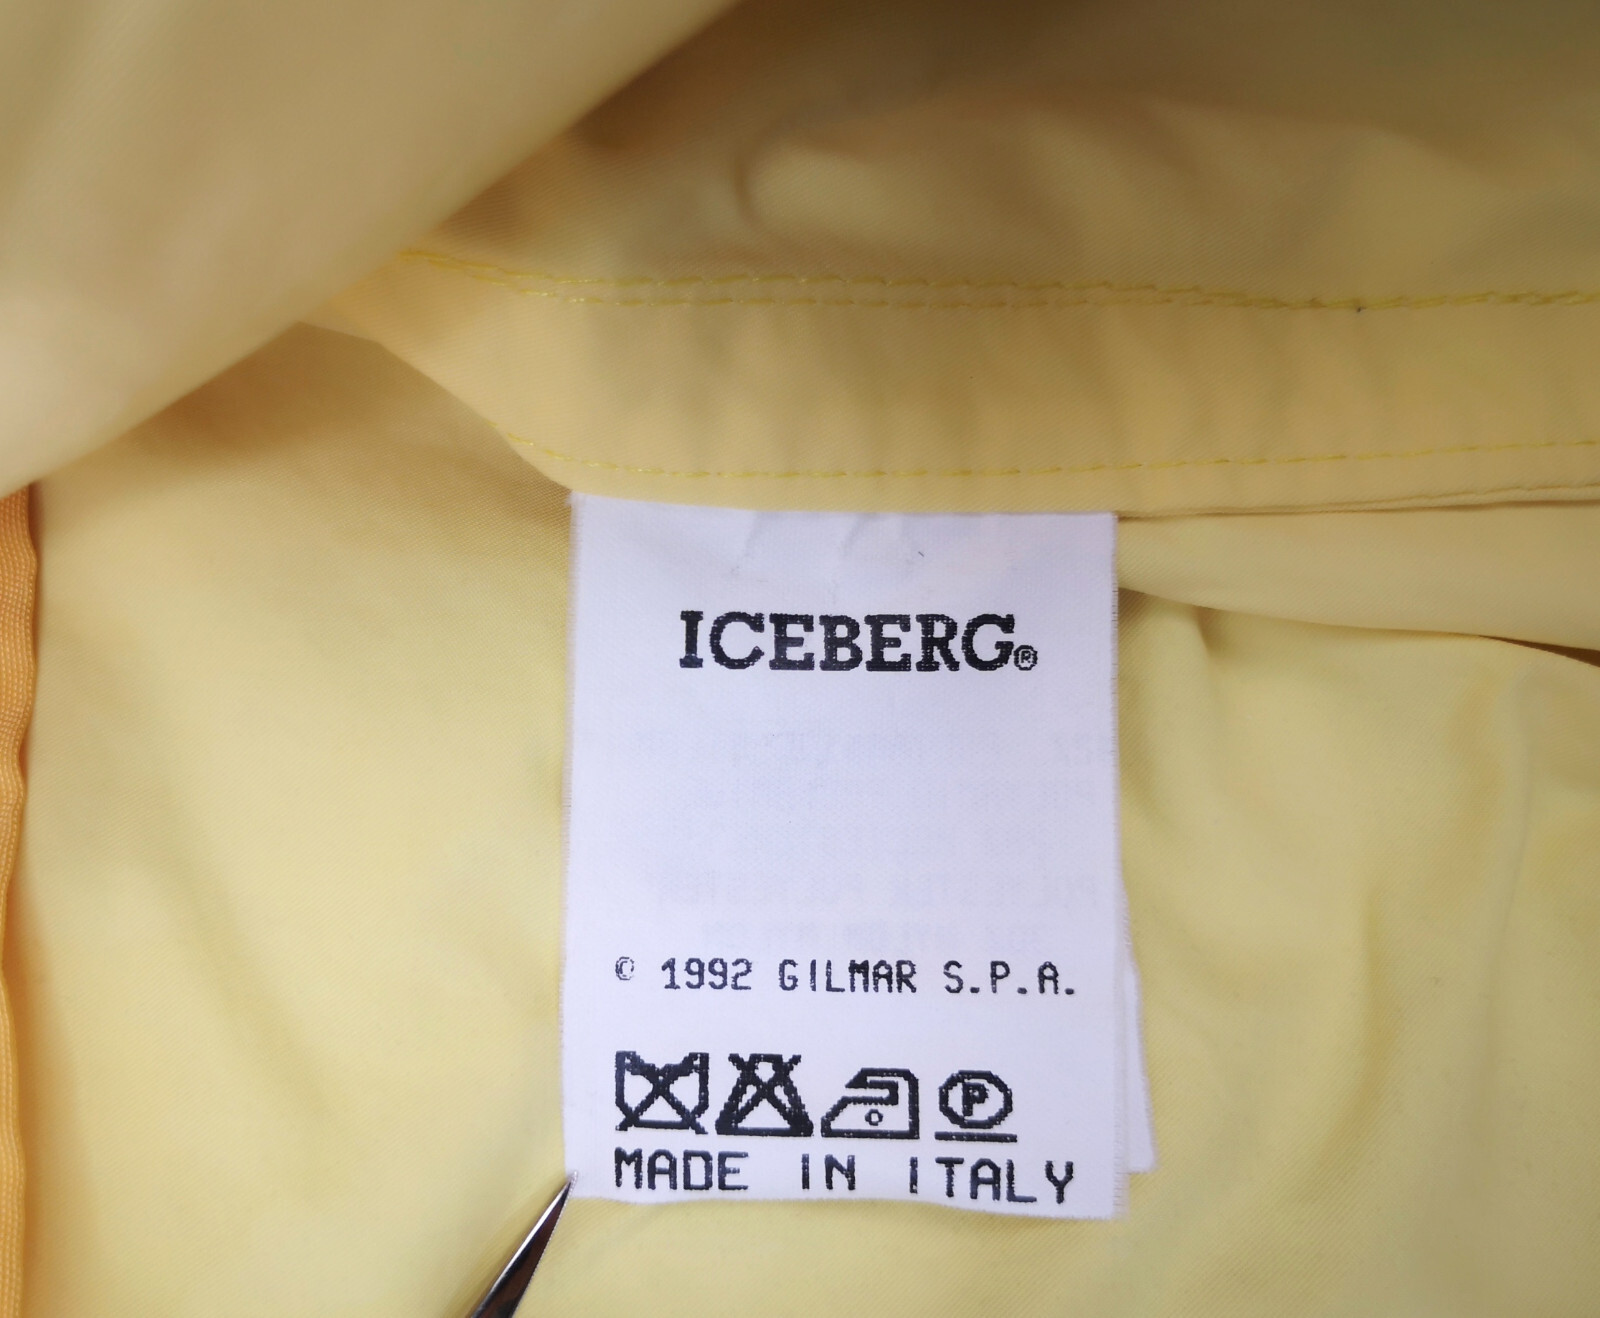 ICEBERG®
© 1992 GILMAR S.P.A.
P
MADE IN ITALY